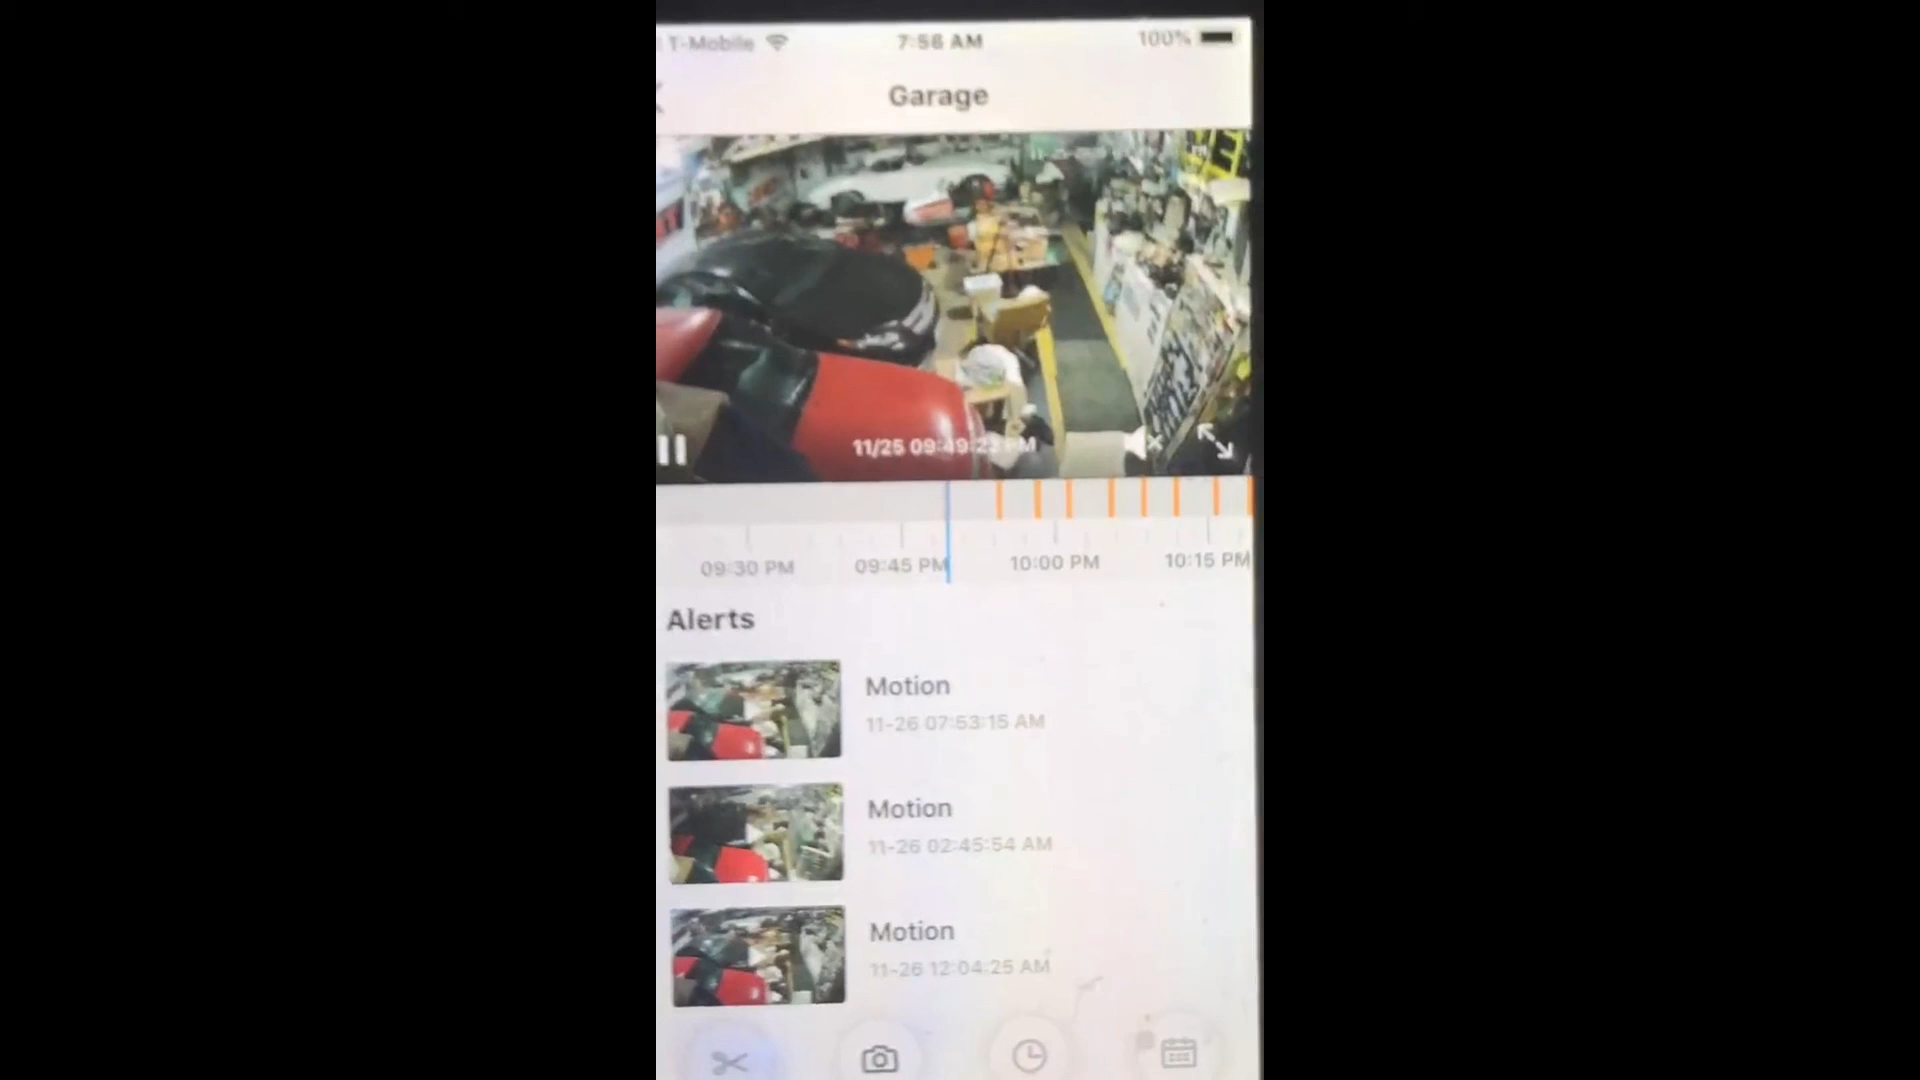 T-Mobile 7:56 AM 100%
Garage
11/25 09:49:22 PM
09:30 PM 09:45 PM 10:00 PM 10:15 PM
Alerts
Motion
11-26 07:53:15 AM
Motion
11-26 02:45:54 AM
Motion
11-26 12:04:25 AM